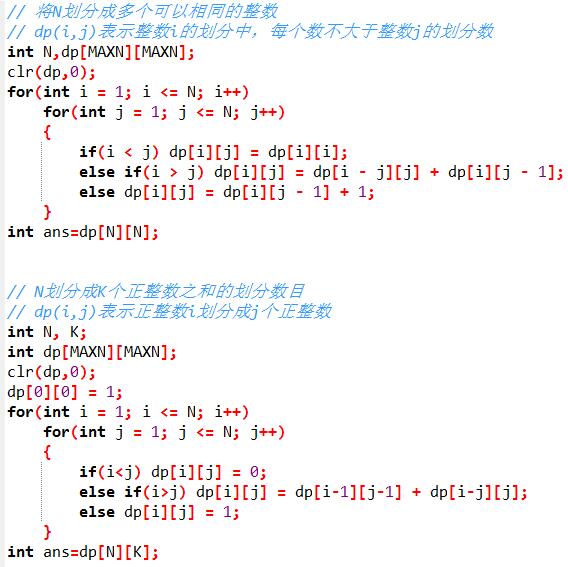 // 将N划分成多个可以相同的整数
// dp(i,j)表示整数i的划分中，每个数不大于整数j的划分数
int N,dp[MAXN][MAXN];
clr(dp,0);
for(int i = 1; i <= N; i++)
    for(int j = 1; j <= N; j++)
    {
        if(i < j) dp[i][j] = dp[i][i];
        else if(i > j) dp[i][j] = dp[i - j][j] + dp[i][j - 1];
        else dp[i][j] = dp[i][j - 1] + 1;
    }
int ans=dp[N][N];
// N划分成K个正整数之和的划分数目
// dp(i,j)表示正整数i划分成j个正整数
int N, K;
int dp[MAXN][MAXN];
clr(dp,0);
dp[0][0] = 1;
for(int i = 1; i <= N; i++)
    for(int j = 1; j <= N; j++)
    {
        if(i<j) dp[i][j] = 0;
        else if(i>j) dp[i][j] = dp[i-1][j-1] + dp[i-j][j];
        else dp[i][j] = 1;
    }
int ans=dp[N][K];